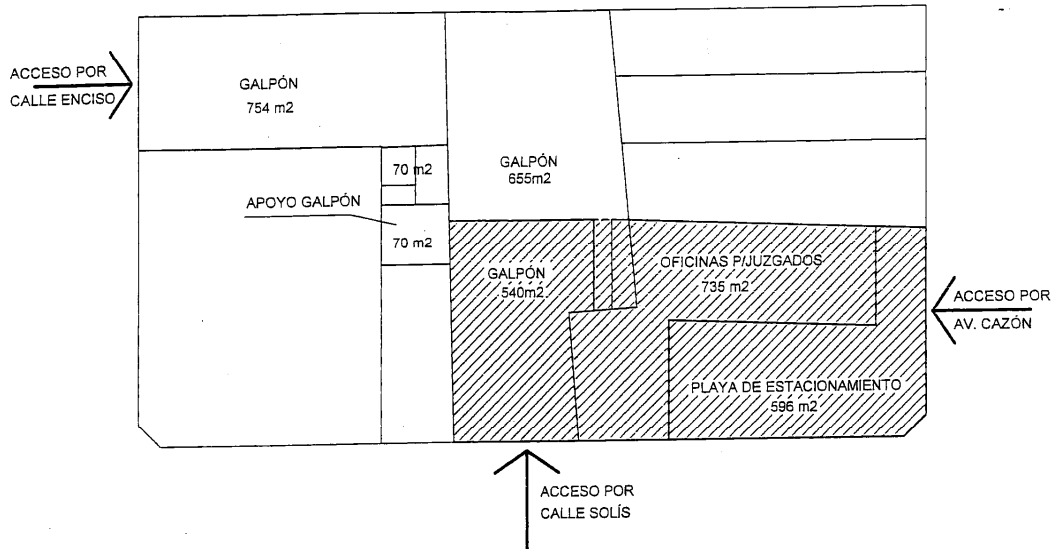 ACCESO POR
CALLE ENCISO
GALPÓN
754 m2
70 m2
GALPÓN
655m2
APOYO GALPÓN
70 m2
GALPÓN
540m2
OFICINAS P/JUZGADOS
735 m2
ACCESO POR
AV. CAZÓN
PLAYA DE ESTACIONAMIENTO
596 m2
ACCESO POR
CALLE SOLÍS